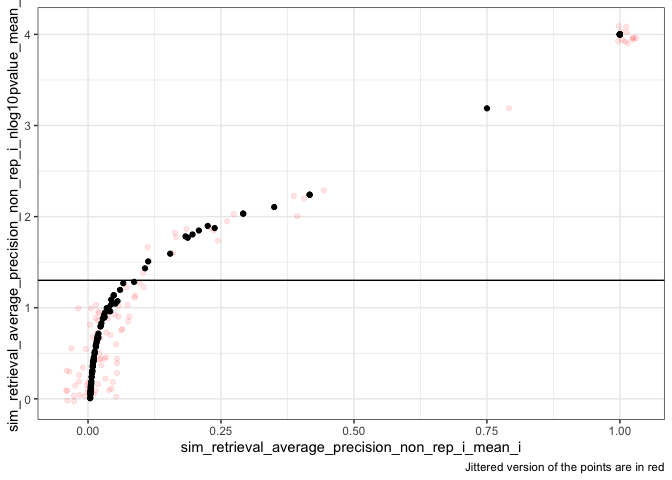 sim_retrieval_average_precision_non_rep_i_nlog10pvalue_mean_
4
3
2
1
0
0.00 0.25 0.50 0.75 1.00
sim_retrieval_average_precision_non_rep_i_mean_i
Jittered version of the points are in red